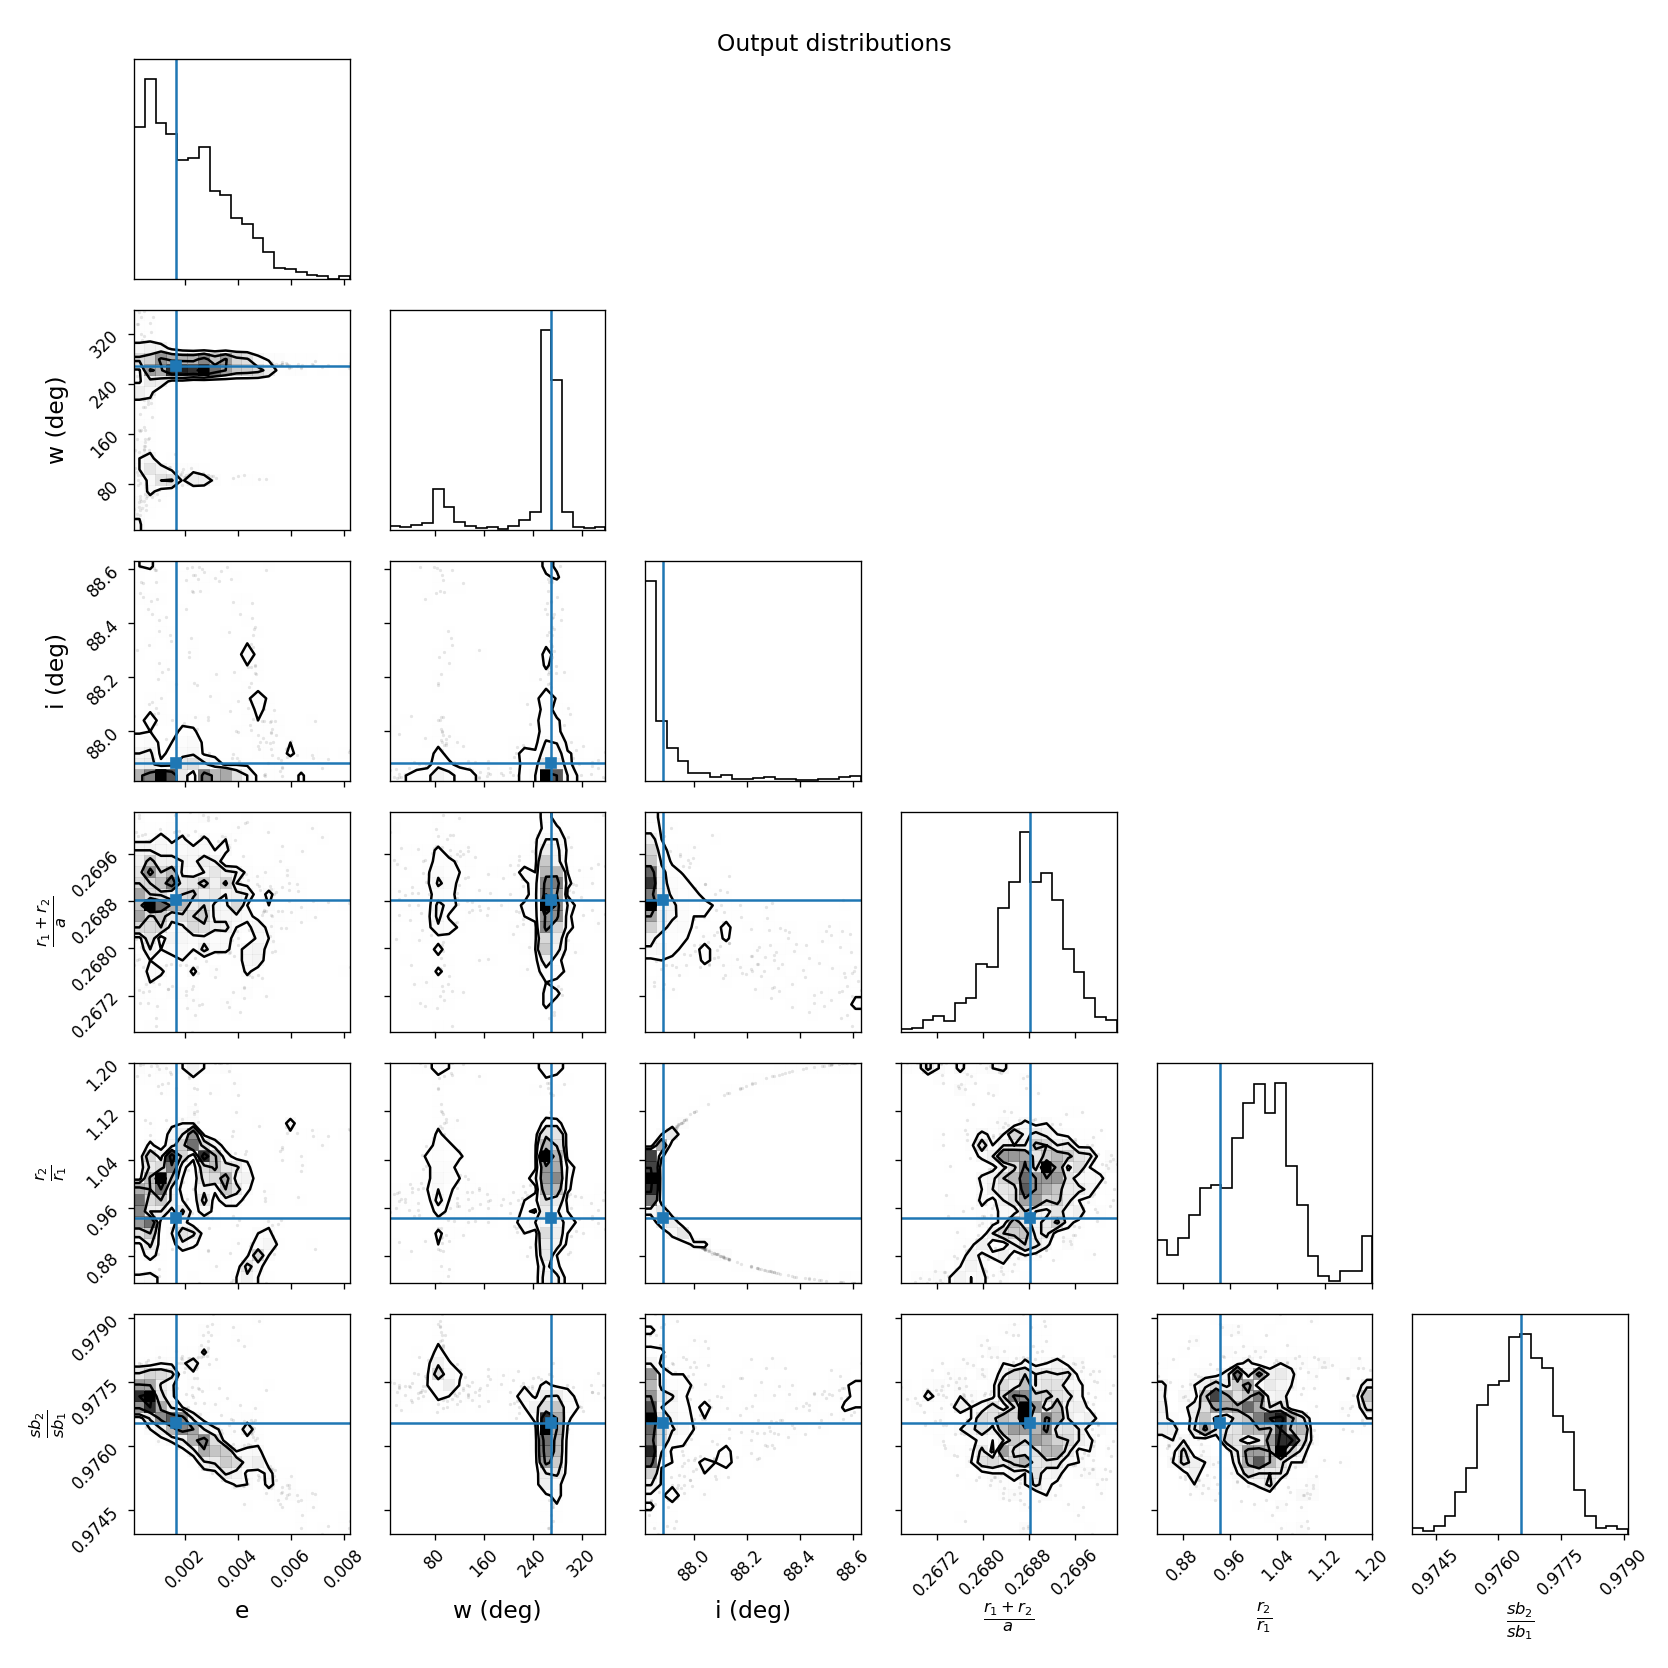 Output distributions
w (deg)
320
240
160
80
i (deg)
88.6
88.4
88.2
88.0
r₁ + r₂
a
0.2696
0.2688
0.2680
0.2672
r₂
r₁
1.20
1.12
1.04
0.96
0.88
sb₂
sb₁
0.9790
0.9775
0.9760
0.9745
0.002 0.004 0.006 0.008 80 160 240 320 88.0 88.2 88.4 88.6 0.2672 0.2680 0.2688 0.2696 0.88 0.96 1.04 1.12 1.20 0.9745 0.9760 0.9775 0.9790
e w (deg) i (deg) r₁ + r₂ r₂ sb₂
a r₁ sb₁